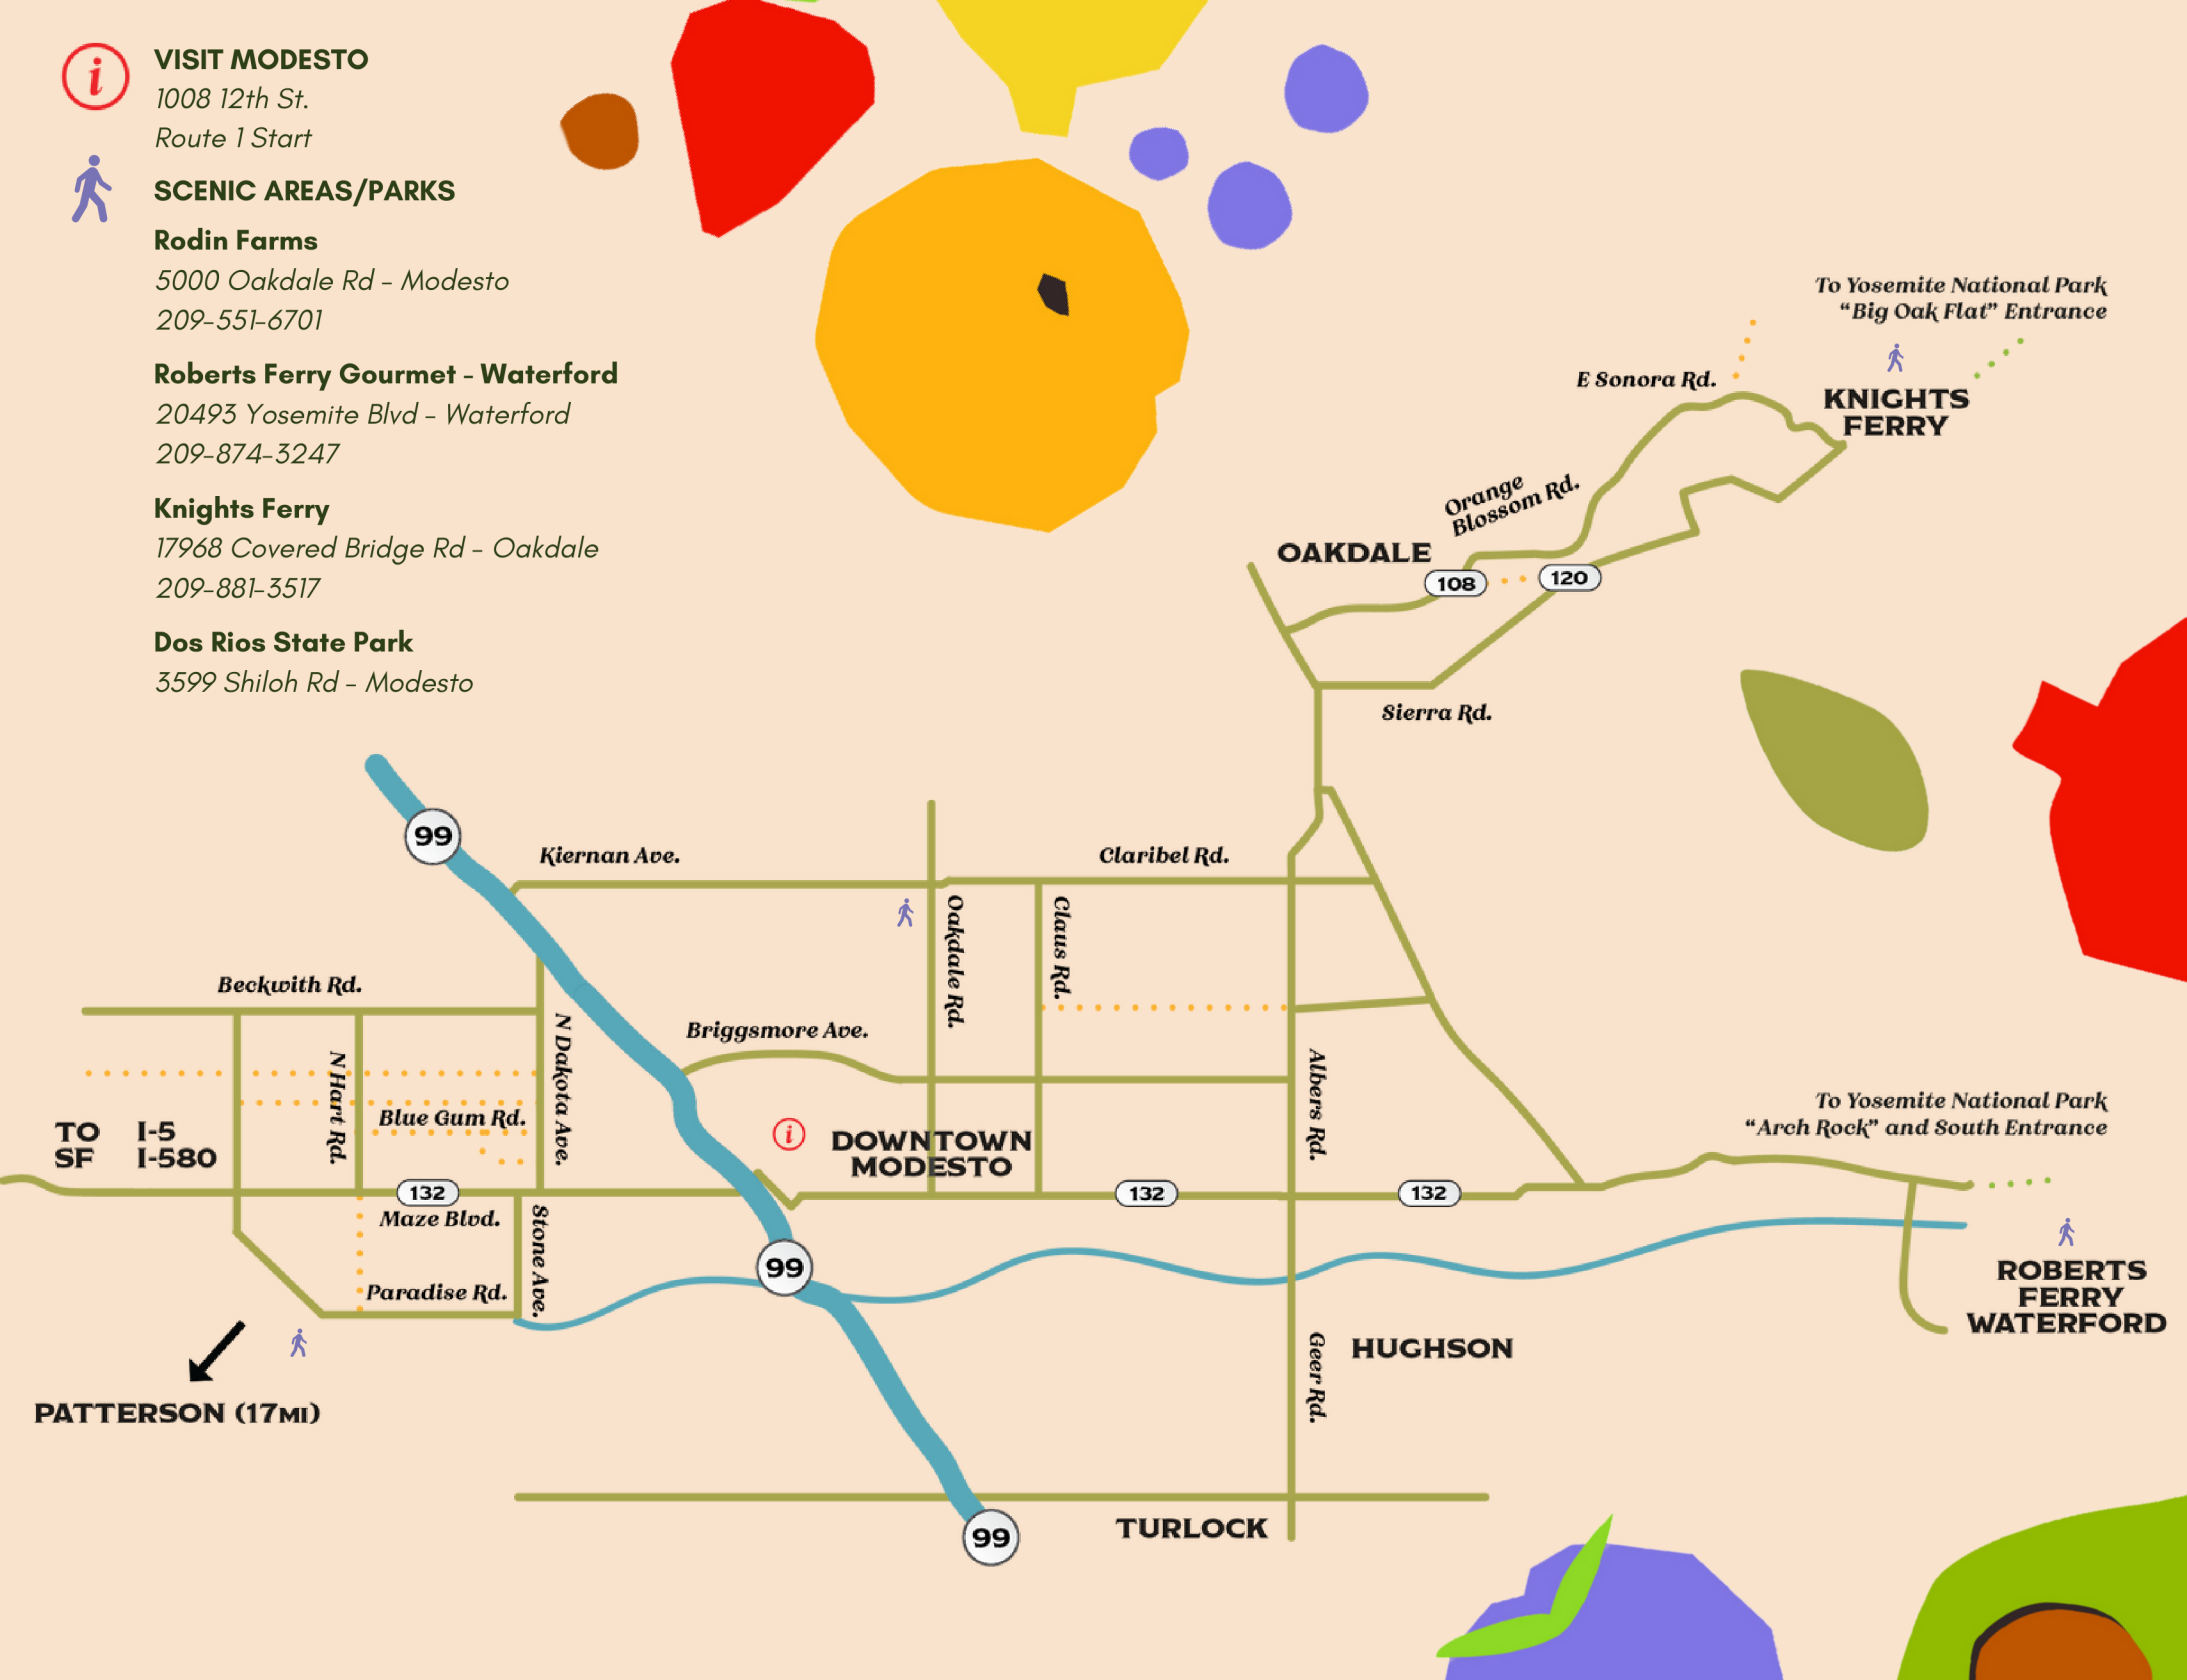 i
VISIT MODESTO
1008 12th St.
Route 1 Start
SCENIC AREAS/PARKS
Rodin Farms
5000 Oakdale Rd - Modesto
209-551-6701
Roberts Ferry Gourmet - Waterford
20493 Yosemite Blvd - Waterford
209-874-3247
Knights Ferry
17968 Covered Bridge Rd - Oakdale
209-881-3517
Dos Rios State Park
3599 Shiloh Rd - Modesto
To Yosemite National Park
“Big Oak Flat” Entrance
E Sonora Rd.
KNIGHTS
FERRY
Orange
Blossom Rd.
OAKDALE
108
120
Sierra Rd.
99
Kiernan Ave.
Claribel Rd.
Oakdale Rd.
Claus Rd.
Beckwith Rd.
N Hart Rd.
N Dakota Ave.
Briggsmore Ave.
Albers Rd.
Blue Gum Rd.
TO I-5
SF I-580
i
DOWNTOWN
MODESTO
To Yosemite National Park
“Arch Rock” and South Entrance
132
132
132
Maze Blvd.
Stone Ave.
Paradise Rd.
99
ROBERTS
FERRY
WATERFORD
Geer Rd.
HUGHSON
PATTERSON (17MI)
TURLOCK
99